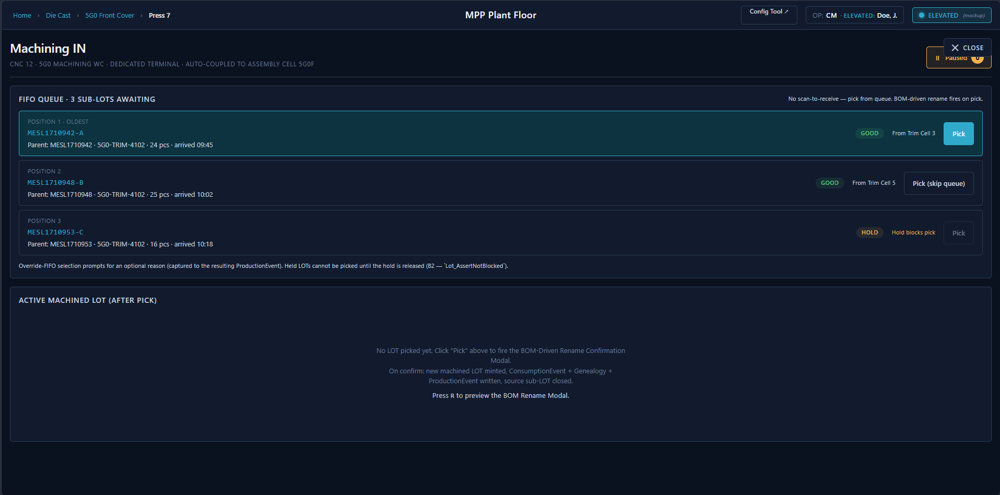 Home › Die Cast › 5G0 Front Cover › Press 7
MPP Plant Floor
Config Tool ↗
OP: CM · ELEVATED: Doe, J.
ELEVATED (mockup)
Machining IN
CNC 12 · 5G0 MACHINING WC · DEDICATED TERMINAL · AUTO-COUPLED TO ASSEMBLY CELL 5G0F
CLOSE
Paused
FIFO QUEUE · 3 SUB-LOTS AWAITING
No scan-to-receive — pick from queue. BOM-driven rename fires on pick.
POSITION 1 · OLDEST
MESL1710942-A
Parent: MESL1710942 · 5G0-TRIM-4102 · 24 pcs · arrived 09:45
GOOD
From Trim Cell 3
Pick
POSITION 2
MESL1710948-B
Parent: MESL1710948 · 5G0-TRIM-4102 · 25 pcs · arrived 10:02
GOOD
From Trim Cell 5
Pick (skip queue)
POSITION 3
MESL1710953-C
Parent: MESL1710953 · 5G0-TRIM-4102 · 16 pcs · arrived 10:18
HOLD
Hold blocks pick
Pick
Override-FIFO selection prompts for an optional reason (captured to the resulting ProductionEvent). Held LOTs cannot be picked until the hold is released (B2 — `Lot_AssertNotBlocked`).
ACTIVE MACHINED LOT (AFTER PICK)
No LOT picked yet. Click "Pick" above to fire the BOM-Driven Rename Confirmation
Modal.
On confirm: new machined LOT minted, ConsumptionEvent + Genealogy +
ProductionEvent written, source sub-LOT closed.
Press R to preview the BOM Rename Modal.